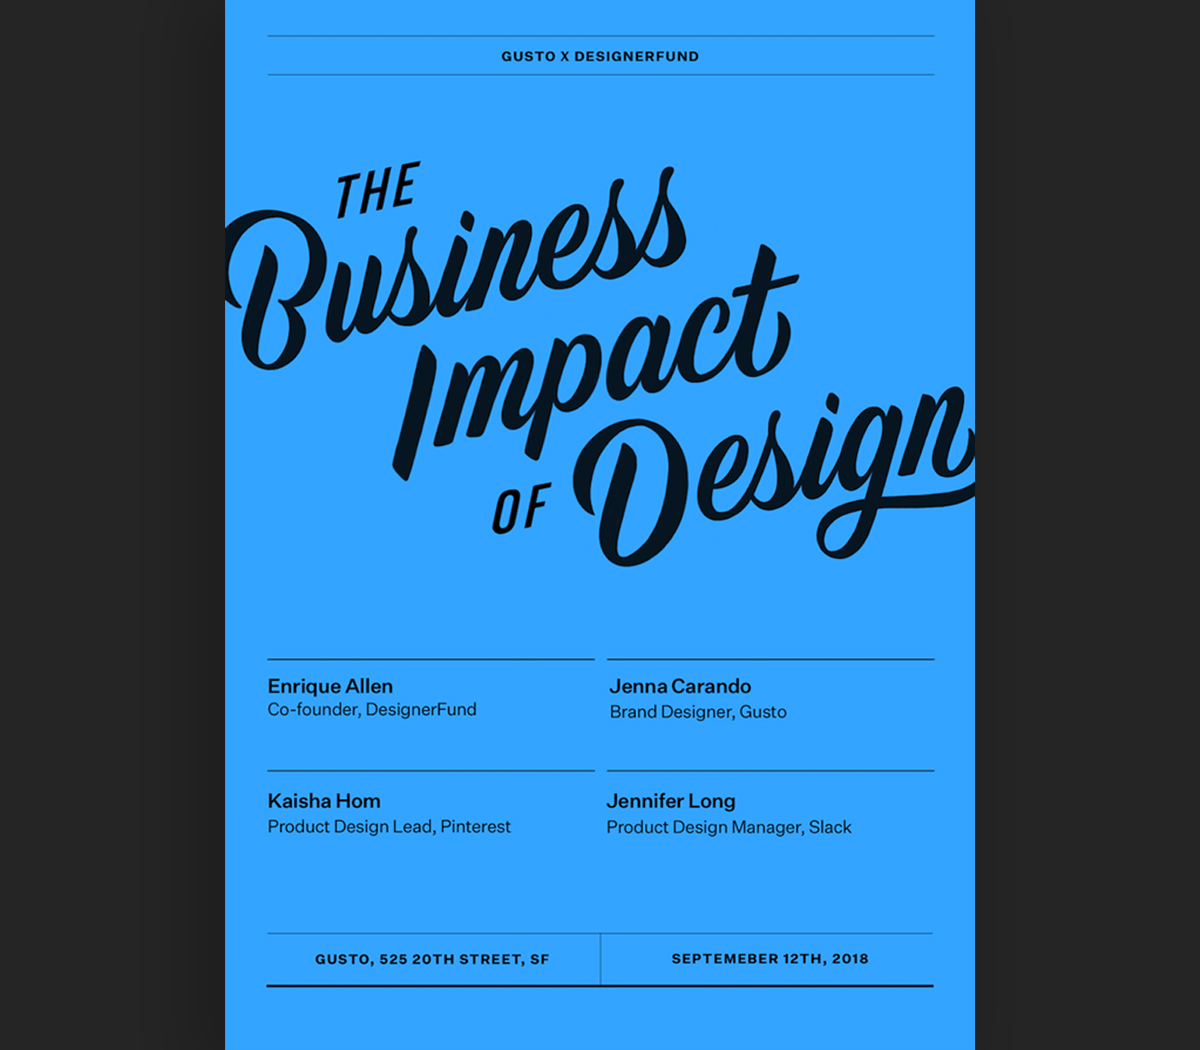 GUSTO X DESIGNERFUND
THE
Business
Impact
OF Design
Enrique Allen
Co-founder, DesignerFund
Jenna Carando
Brand Designer, Gusto
Kaisha Hom
Product Design Lead, Pinterest
Jennifer Long
Product Design Manager, Slack
GUSTO, 525 20TH STREET, SF
SEPTEMEBER 12TH, 2018